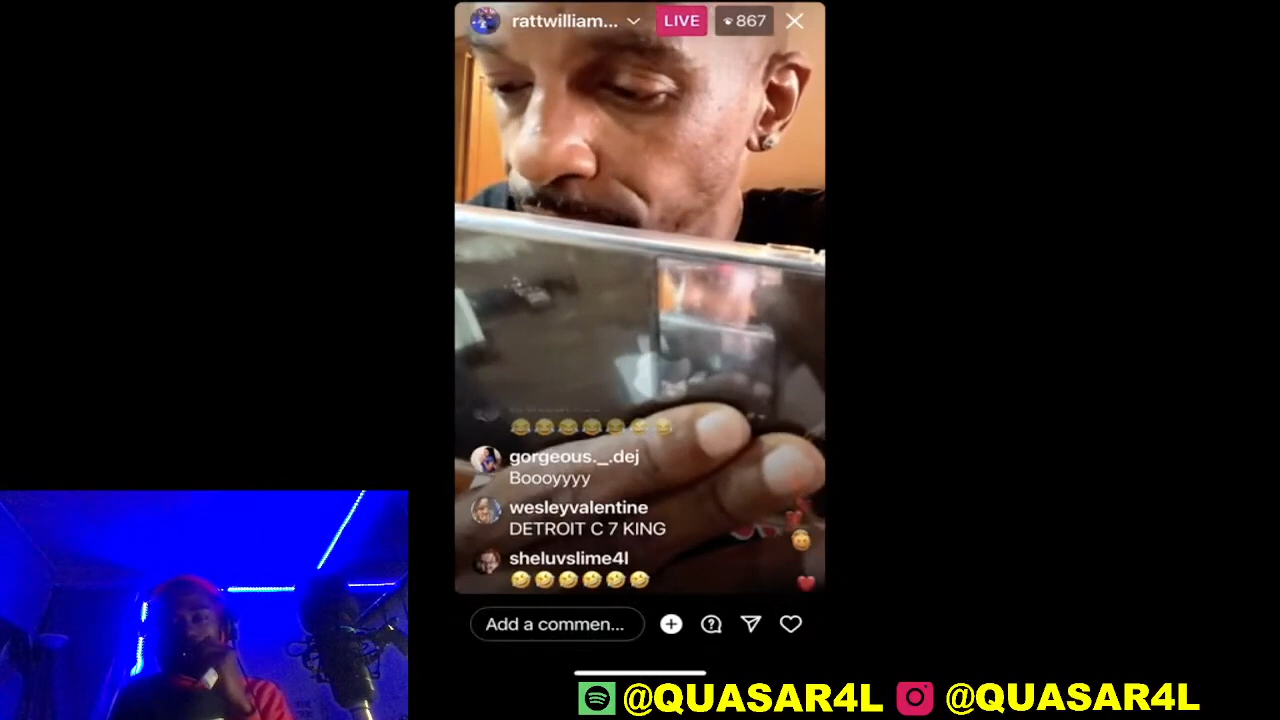 rattwilliam...
LIVE
867
😂😂😂😂😂😂😂
gorgeous._.dej
Boooyyyy
wesleyvalentine
DETROIT C 7 KING
sheluvslime4l
🤣🤣🤣🤣🤣🤣
Add a commen...
@QUASAR4L @QUASAR4L